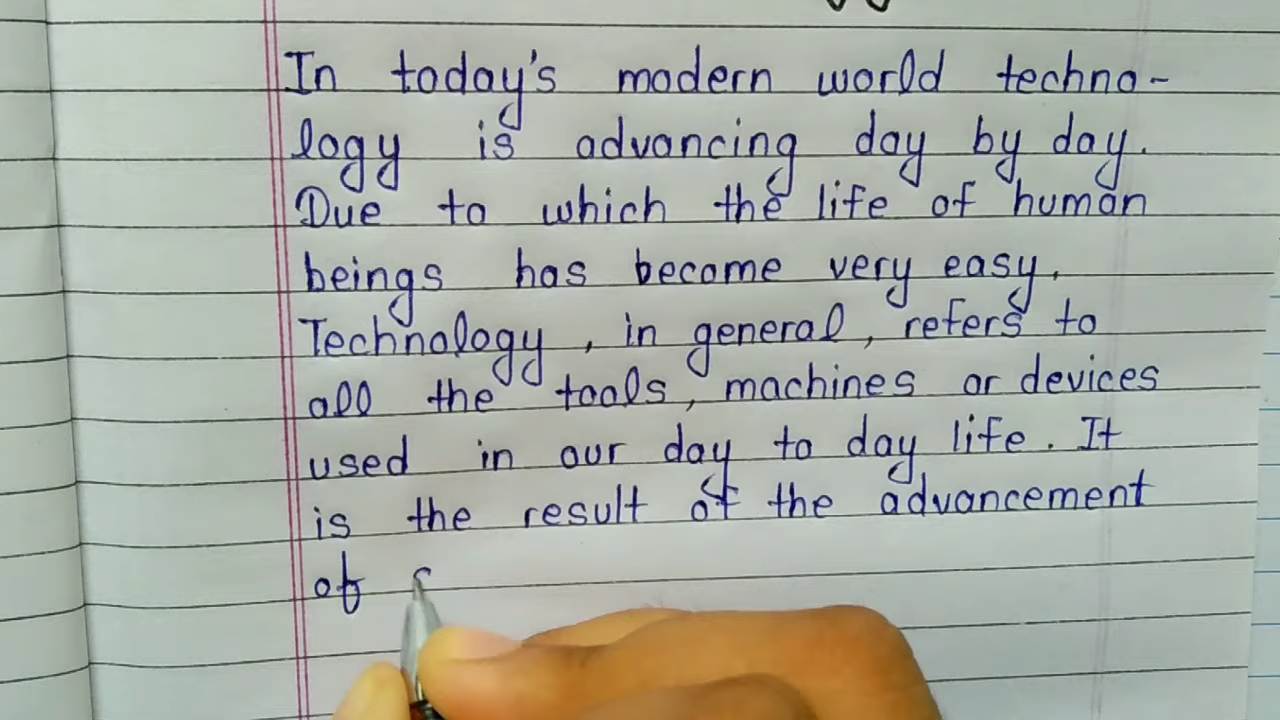 In today's modern world techno-
logy is advancing day by day.
Due to which the life of human
beings has become very easy.
Technology, in general, refers to
all the tools, machines or devices
used in our day to day life. It
is the result of the advancement
of